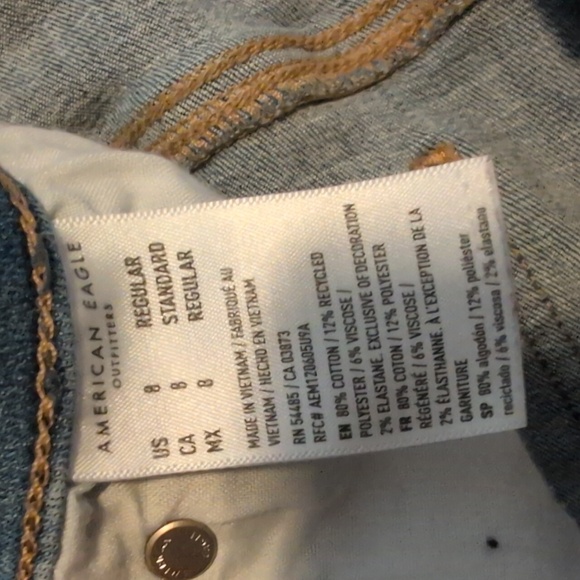 AMERICAN EAGLE
OUTFITTERS
US 8 REGULAR
CA 8 STANDARD
MX 8 REGULAR
MADE IN VIETNAM / FABRIQUÉ AU
VIETNAM / HECHO EN VIETNAM
RN 54485 / CA 03873
RFC# AEM120605U9A
EN 80% COTTON / 12% RECYCLED
POLYESTER / 6% VISCOSE /
2% ELASTANE. EXCLUSIVE OF DECORATION
FR 80% COTON / 12% POLYESTER
RÉGÉNÉRÉ / 6% VISCOSE /
2% ÉLASTHANNE. À L'EXCEPTION DE LA
GARNITURE
SP 80% algodón / 12% poliéster
reciclado / 6% viscosa / 2% elastano